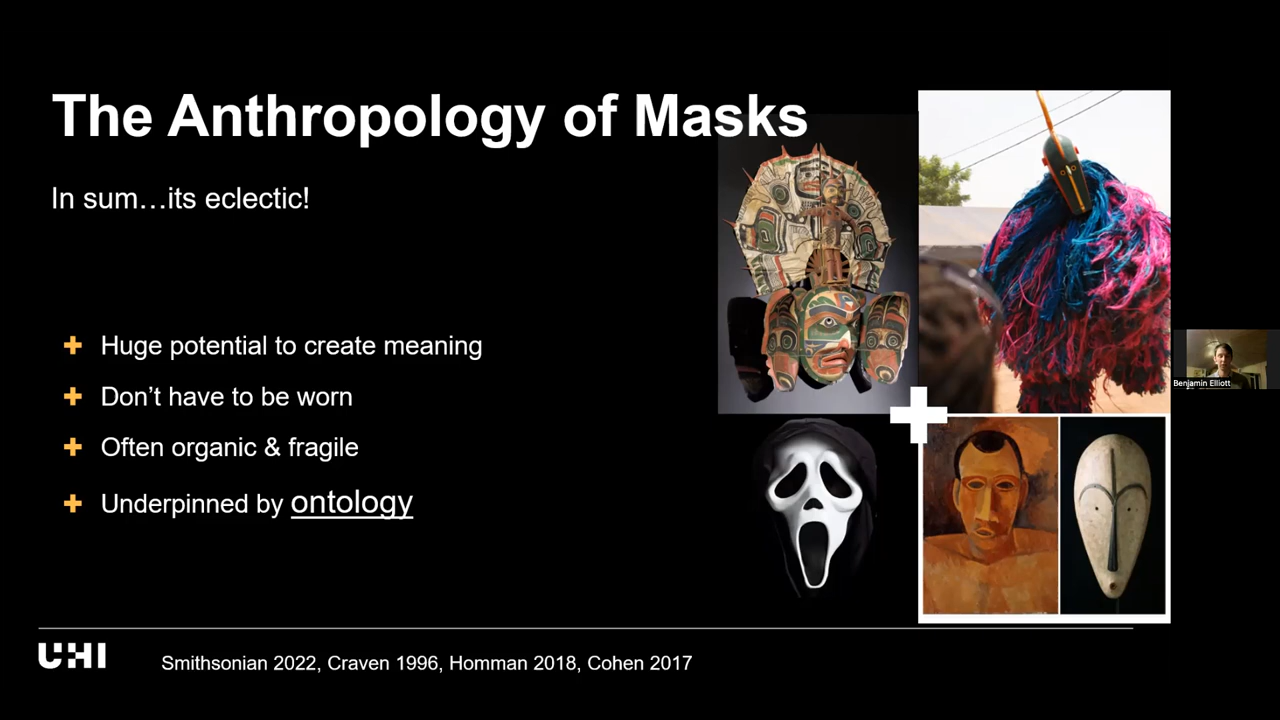 The Anthropology of Masks
In sum…its eclectic!
Huge potential to create meaning
Don’t have to be worn
Often organic & fragile
Underpinned by ontology
Benjamin Elliott
UHI
Smithsonian 2022, Craven 1996, Homman 2018, Cohen 2017